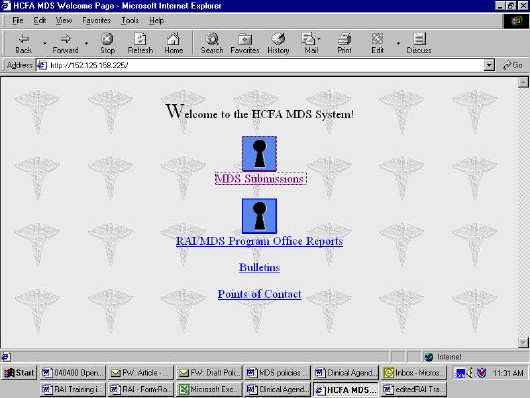 HCFA MDS Welcome Page - Microsoft Internet Explorer
File Edit View Favorites Tools Help
Back Forward Stop Refresh Home Search Favorites History Mail Print Edit Discuss
Address http://152.125.158.225/ Go
Welcome to the HCFA MDS System!
MDS Submissions
RAI/MDS Program Office Reports
Bulletins
Points of Contact
Internet
Start 040400 Open... FW: Article - ... FW: Draft Poli... MDS policies ... Clinical Agend... Inbox - Micros... 11:31 AM
RAI Training i... RAI - Form-Ro... Microsoft Exc... Clinical Agend... HCFA MDS... editedRAI Tra...